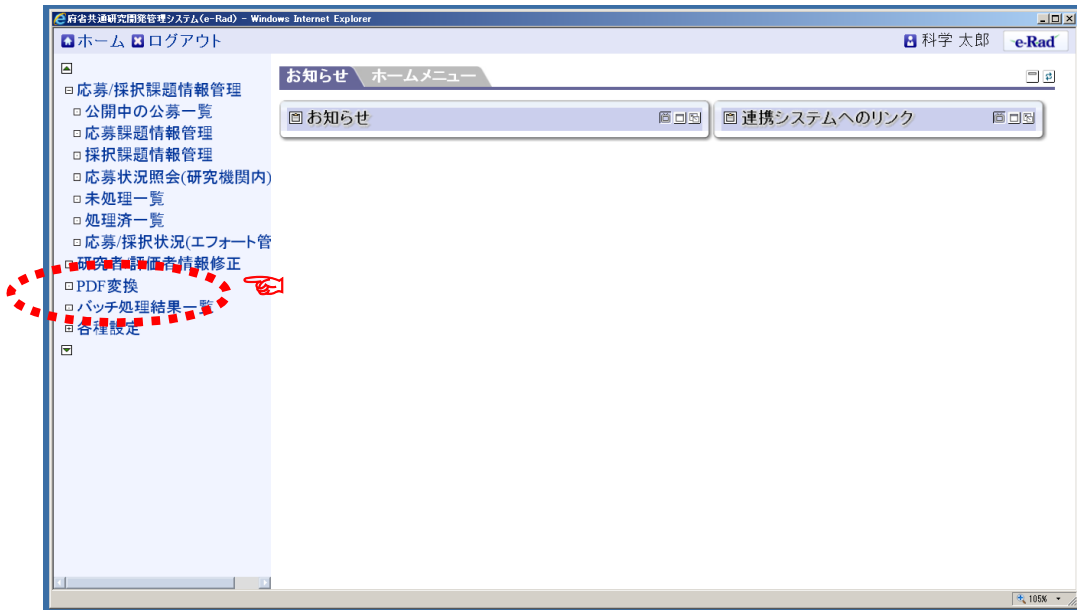 府省共通研究開発管理システム(e-Rad) - Windows Internet Explorer
ホーム ログアウト 科学 太郎 e-Rad
応募/採択課題情報管理
公開中の公募一覧
応募課題情報管理
採択課題情報管理
応募状況照会(研究機関内)
未処理一覧
処理済一覧
応募/採択状況(エフォート管
研究者/評価者情報修正
PDF変換
バッチ処理結果一覧
各種設定
お知らせ ホームメニュー
お知らせ 連携システムへのリンク
105%